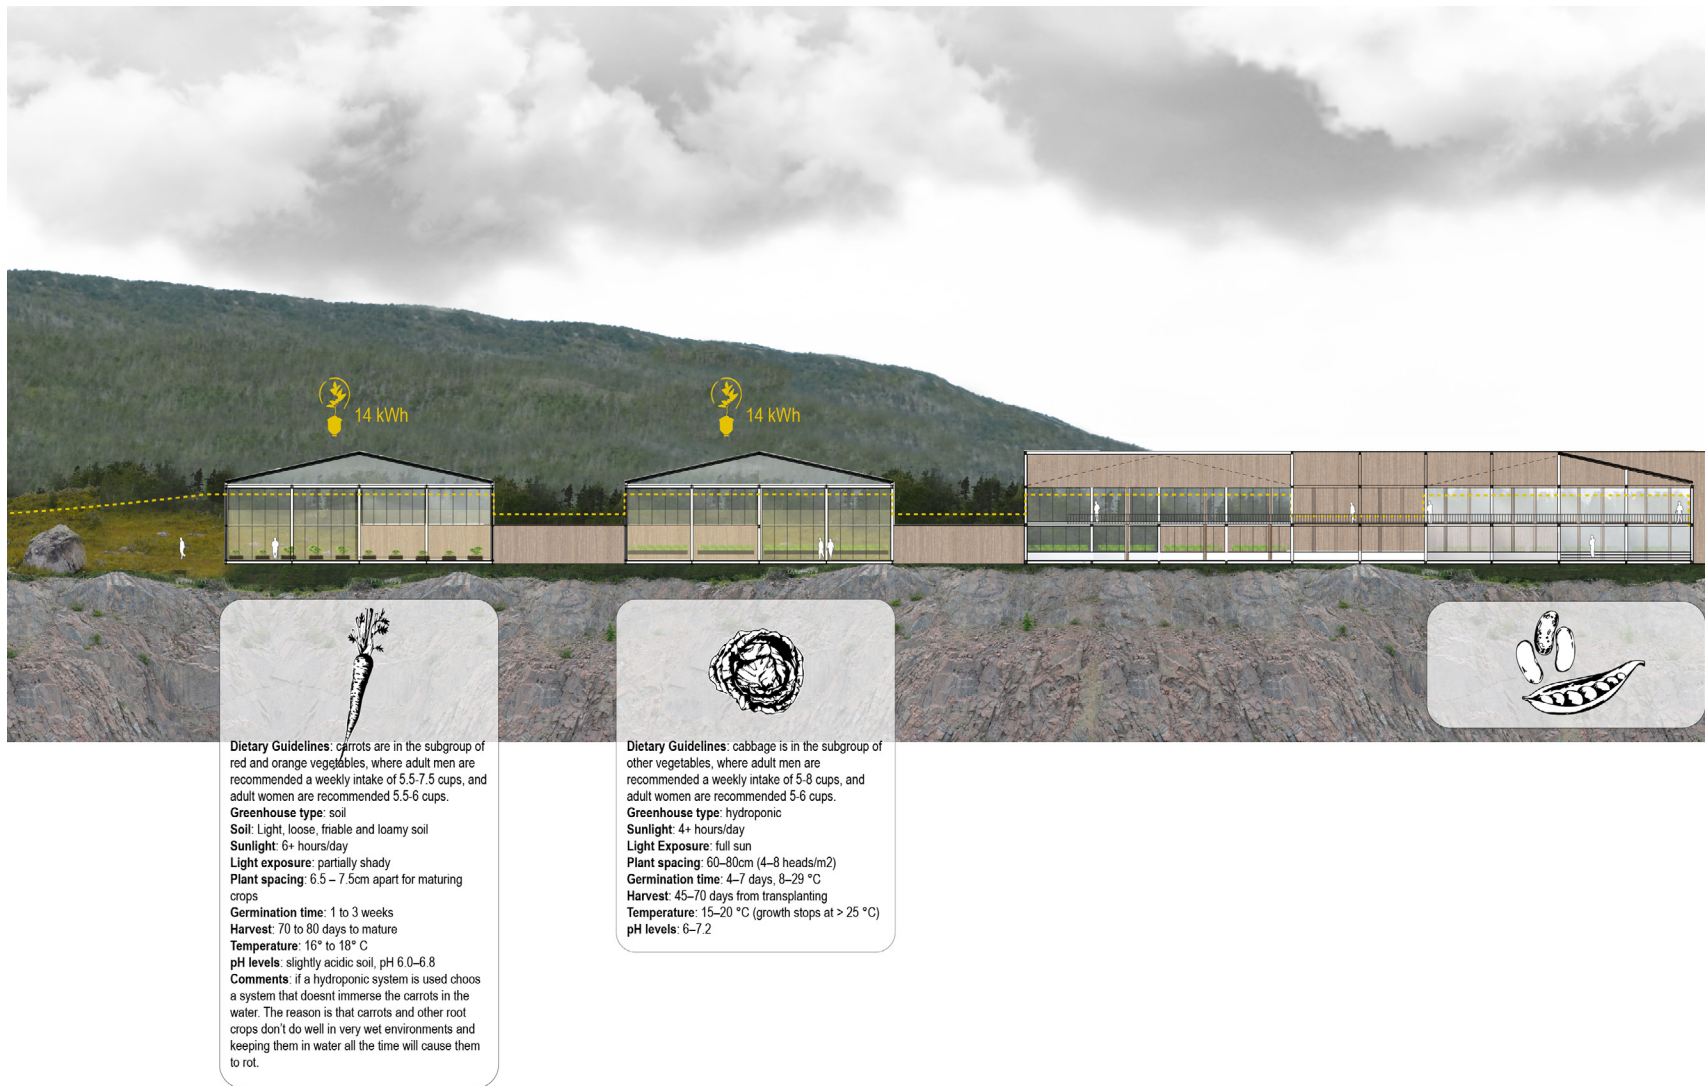 14 kWh
14 kWh
Dietary Guidelines: carrots are in the subgroup of
red and orange vegetables, where adult men are
recommended a weekly intake of 5.5-7.5 cups, and
adult women are recommended 5.5-6 cups.
Greenhouse type: soil
Soil: Light, loose, friable and loamy soil
Sunlight: 6+ hours/day
Light exposure: partially shady
Plant spacing: 6.5 – 7.5cm apart for maturing
crops
Germination time: 1 to 3 weeks
Harvest: 70 to 80 days to mature
Temperature: 16° to 18° C
pH levels: slightly acidic soil, pH 6.0–6.8
Comments: if a hydroponic system is used choos
a system that doesnt immerse the carrots in the
water. The reason is that carrots and other root
crops don't do well in very wet environments and
keeping them in water all the time will cause them
to rot.
Dietary Guidelines: cabbage is in the subgroup of
other vegetables, where adult men are
recommended a weekly intake of 5-8 cups, and
adult women are recommended 5-6 cups.
Greenhouse type: hydroponic
Sunlight: 4+ hours/day
Light Exposure: full sun
Plant spacing: 60–80cm (4–8 heads/m2)
Germination time: 4–7 days, 8–29 °C
Harvest: 45–70 days from transplanting
Temperature: 15–20 °C (growth stops at > 25 °C)
pH levels: 6–7.2